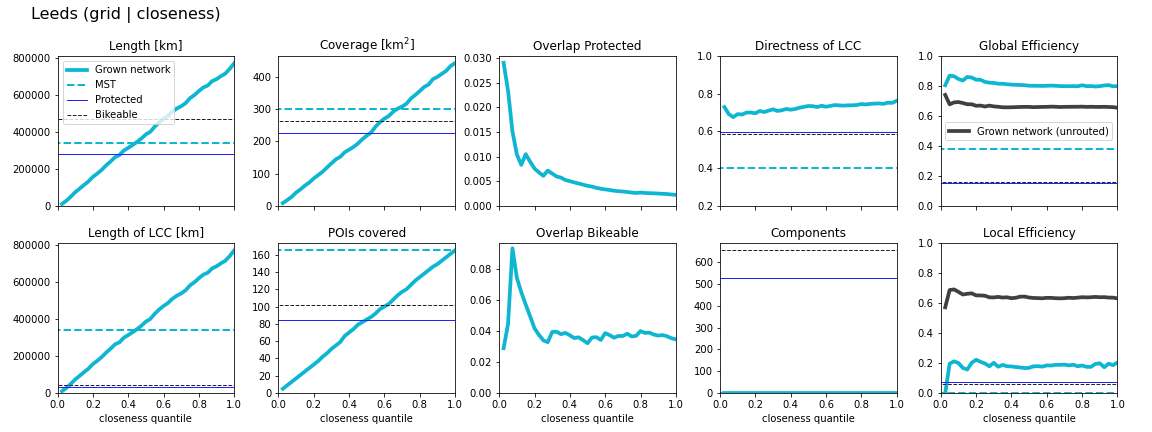 Leeds (grid | closeness)
Length [km]
800000
600000
400000
200000
0
Grown network
MST
Protected
Bikeable
Coverage [km²]
400
300
200
100
0
Overlap Protected
0.030
0.025
0.020
0.015
0.010
0.005
0.000
Directness of LCC
1.0
0.8
0.6
0.4
0.2
Global Efficiency
1.0
0.8
0.6
0.4
0.2
0.0
Grown network (unrouted)
Length of LCC [km]
800000
600000
400000
200000
0
0.0 0.2 0.4 0.6 0.8 1.0
closeness quantile
POIs covered
160
140
120
100
80
60
40
20
0
0.0 0.2 0.4 0.6 0.8 1.0
closeness quantile
Overlap Bikeable
0.08
0.06
0.04
0.02
0.00
0.0 0.2 0.4 0.6 0.8 1.0
closeness quantile
Components
600
500
400
300
200
100
0
0.0 0.2 0.4 0.6 0.8 1.0
closeness quantile
Local Efficiency
1.0
0.8
0.6
0.4
0.2
0.0
0.0 0.2 0.4 0.6 0.8 1.0
closeness quantile